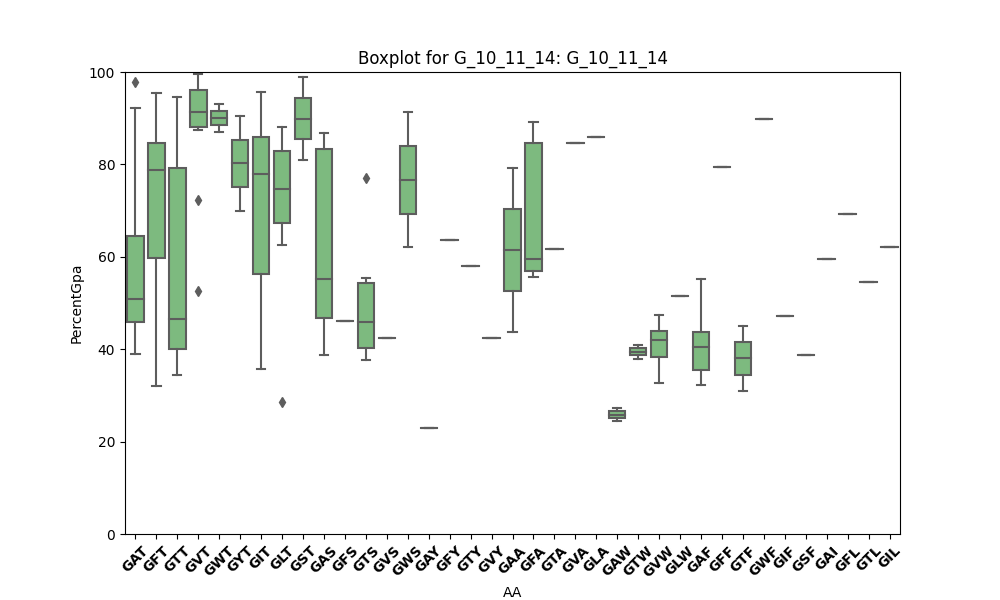 Boxplot for G_10_11_14: G_10_11_14
100
80
60
40
20
0
PercentGpa
GAT GFT GTT GVT GWT GYT GIT GLT GST GAS GFS GTS GVS GWS GAY GFY GTY GVY GAA GFA GTA GVA GLA GAW GTW GVW GLW GAF GFF GTF GWF GIF GSF GAI GFL GTL GIL
AA